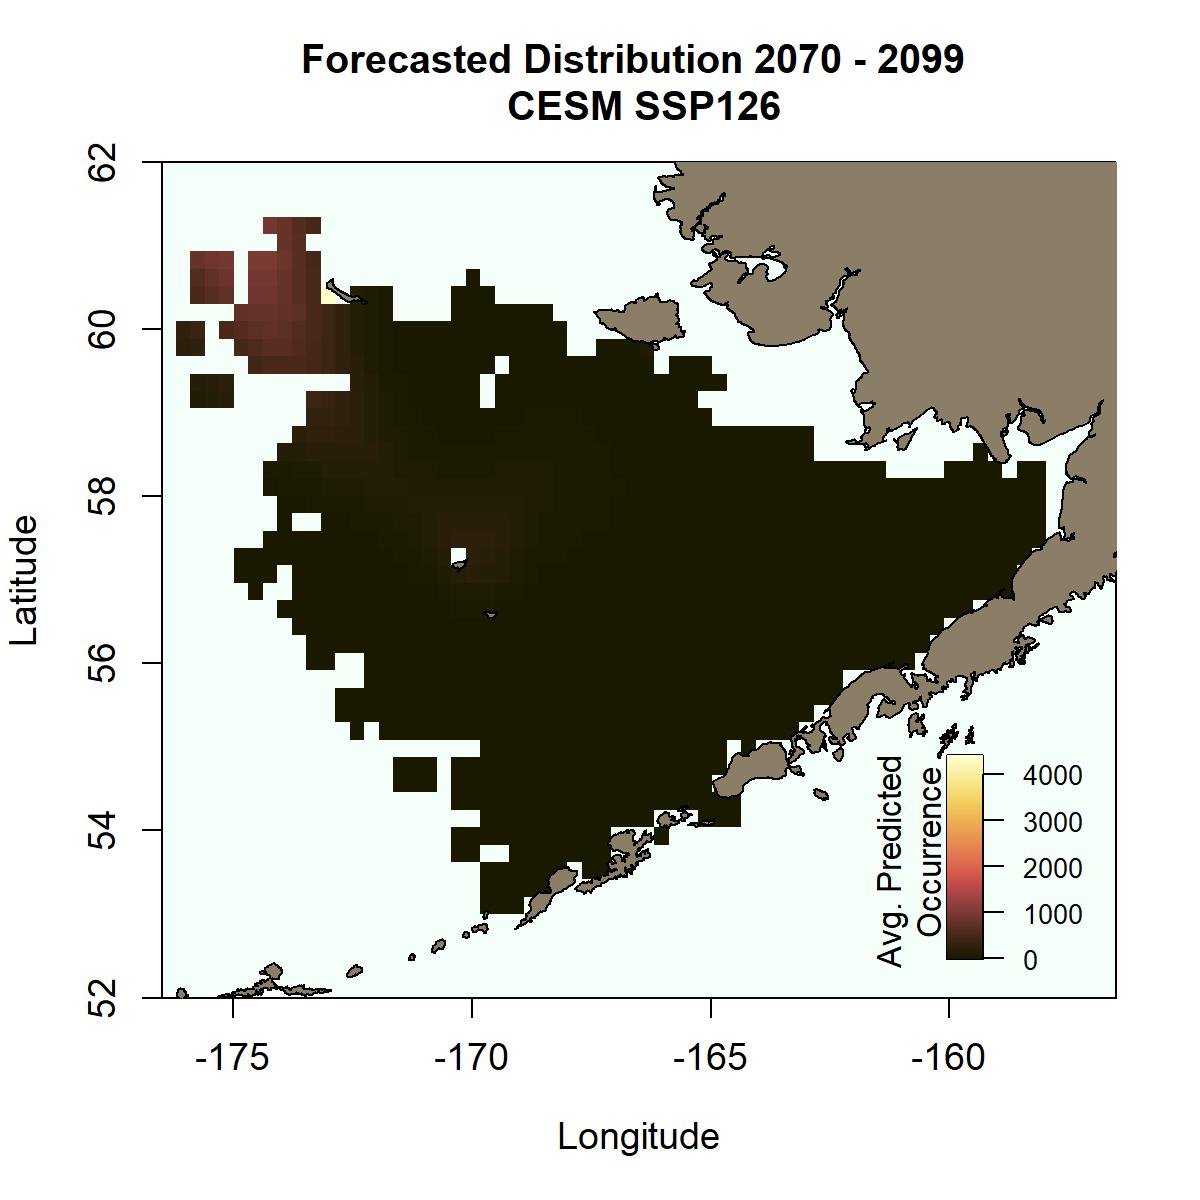 Forecasted Distribution 2070 - 2099
CESM SSP126
62
60
58
56
54
52
Latitude
-175
-170
-165
-160
Longitude
Avg. Predicted
Occurrence
4000
3000
2000
1000
0